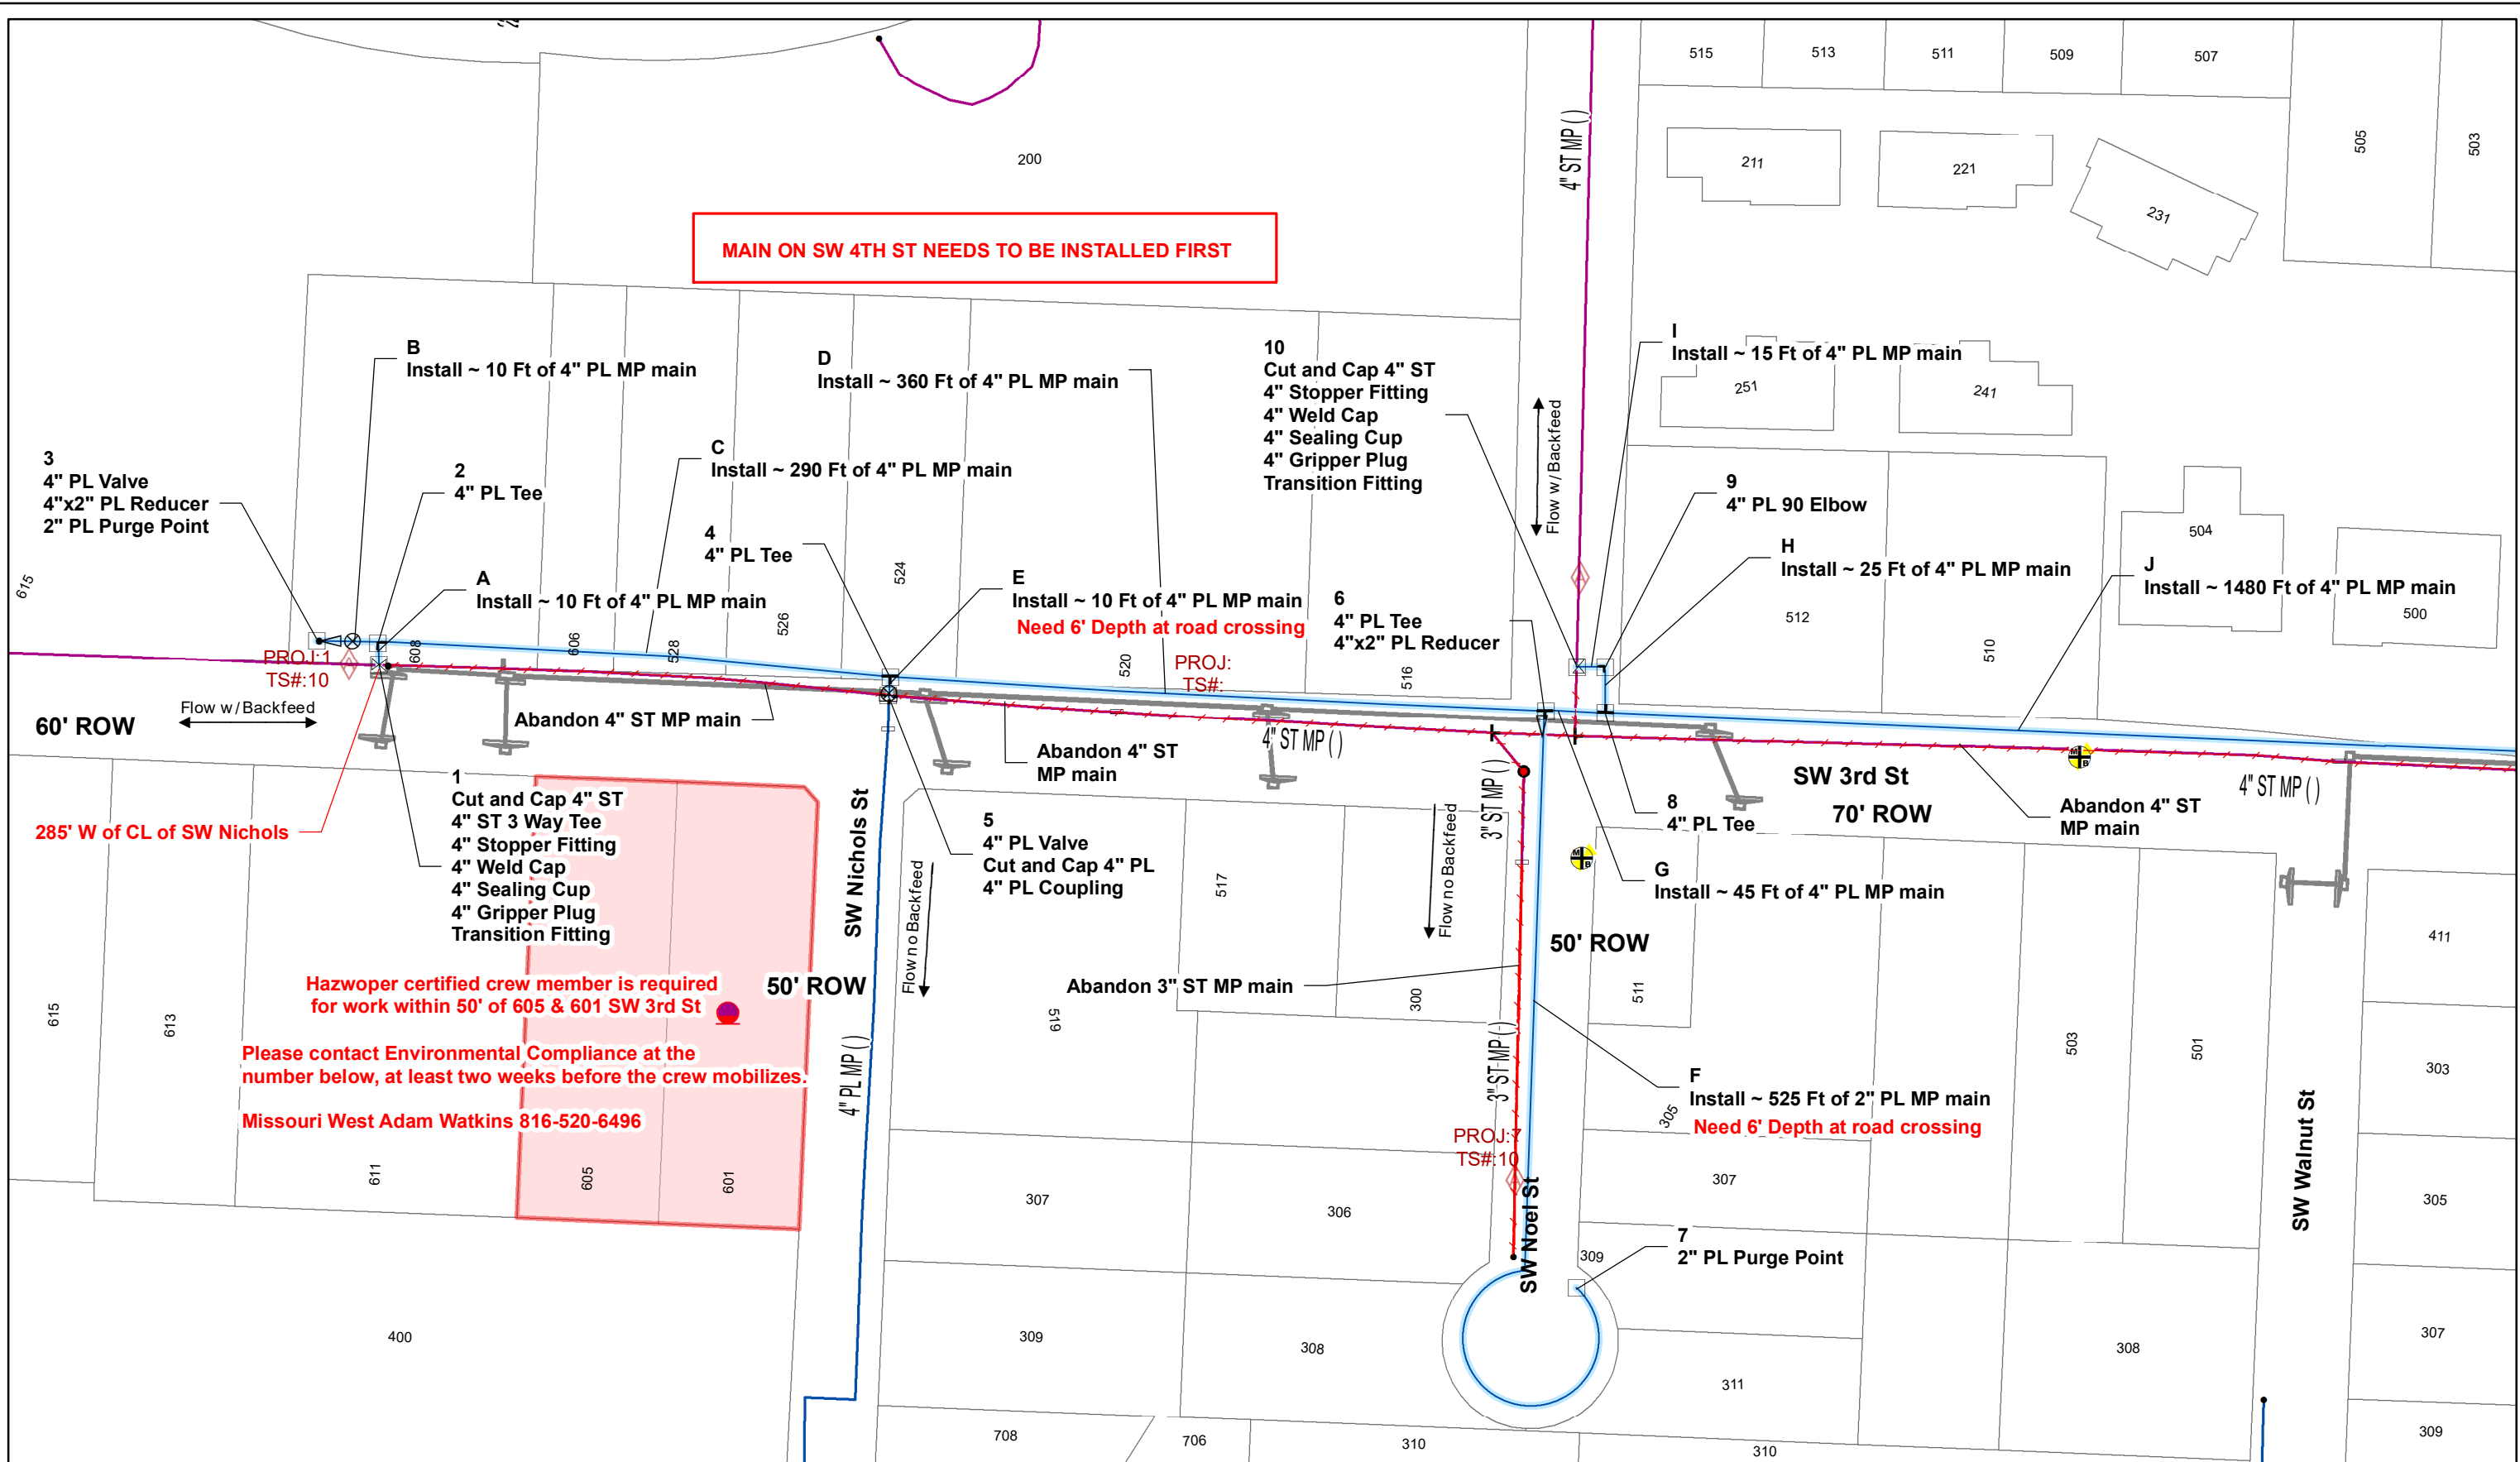 515
513
511
509
507
505
503
200
4" ST MP ( )
211
221
231
MAIN ON SW 4TH ST NEEDS TO BE INSTALLED FIRST
B
Install ~ 10 Ft of 4" PL MP main
D
Install ~ 360 Ft of 4" PL MP main
10
Cut and Cap 4" ST
4" Stopper Fitting
4" Weld Cap
4" Sealing Cup
4" Gripper Plug
Transition Fitting
I
Install ~ 15 Ft of 4" PL MP main
251
241
Flow w/ Backfeed
3
4" PL Valve
4"x2" PL Reducer
2" PL Purge Point
2
4" PL Tee
C
Install ~ 290 Ft of 4" PL MP main
9
4" PL 90 Elbow
504
500
4
4" PL Tee
H
Install ~ 25 Ft of 4" PL MP main
J
Install ~ 1480 Ft of 4" PL MP main
615
A
Install ~ 10 Ft of 4" PL MP main
524
526
528
606
608
E
Install ~ 10 Ft of 4" PL MP main
Need 6' Depth at road crossing
6
4" PL Tee
4"x2" PL Reducer
512
510
PROJ:1
TS#:10
520
PROJ:
TS#:
516
60' ROW
Flow w/ Backfeed
Abandon 4" ST MP main
Abandon 4" ST
MP main
4" ST MP ( )
3" ST MP ( )
SW 3rd St
70' ROW
4" ST MP ( )
Abandon 4" ST
MP main
8
4" PL Tee
M
B
M
B
285' W of CL of SW Nichols
1
Cut and Cap 4" ST
4" ST 3 Way Tee
4" Stopper Fitting
4" Weld Cap
4" Sealing Cup
4" Gripper Plug
Transition Fitting
SW Nichols St
5
4" PL Valve
Cut and Cap 4" PL
4" PL Coupling
Flow no Backfeed
Flow no Backfeed
517
G
Install ~ 45 Ft of 4" PL MP main
50' ROW
411
Hazwoper certified crew member is required
for work within 50' of 605 & 601 SW 3rd St
50' ROW
Abandon 3" ST MP main
300
511
615
613
519
503
501
303
Please contact Environmental Compliance at the
number below, at least two weeks before the crew mobilizes.
4" PL MP ( )
3" ST MP ( )
F
Install ~ 525 Ft of 2" PL MP main
Need 6' Depth at road crossing
305
Missouri West Adam Watkins 816-520-6496
PROJ:7
TS#:10
SW Walnut St
611
605
601
307
306
307
305
SW Noel St
309
7
2" PL Purge Point
400
309
308
308
307
311
708
706
310
310
309